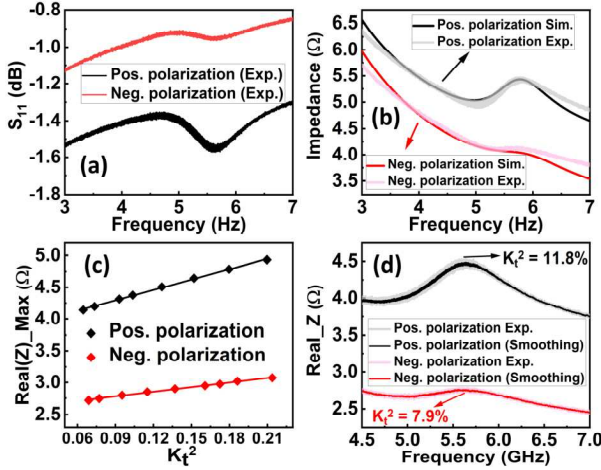 -0.8
-1.0
-1.2
-1.4
-1.6
-1.8
S11 (dB)
Pos. polarization (Exp.)
Neg. polarization (Exp.)
(a)
3 4 5 6 7
Frequency (Hz)
6.5
6.0
5.5
5.0
4.5
4.0
3.5
Impedance (Ω)
Pos. polarization Sim.
Pos. polarization Exp.
(b)
Neg. polarization Sim.
Neg. polarization Exp.
3 4 5 6 7
Frequency (Hz)
5.0
4.5
4.0
3.5
3.0
2.5
Real(Z)_Max (Ω)
(c)
Pos. polarization
Neg. polarization
0.06 0.09 0.12 0.15 0.18 0.21
Kt²
4.5
4.0
3.5
3.0
2.5
Real_Z (Ω)
(d)
Kt² = 11.8%
Pos. polarization Exp.
Pos. polarization (Smoothing)
Neg. polarization Exp.
Neg. polarization (Smoothing)
Kt² = 7.9%
4.5 5.0 5.5 6.0 6.5 7.0
Frequency (GHz)